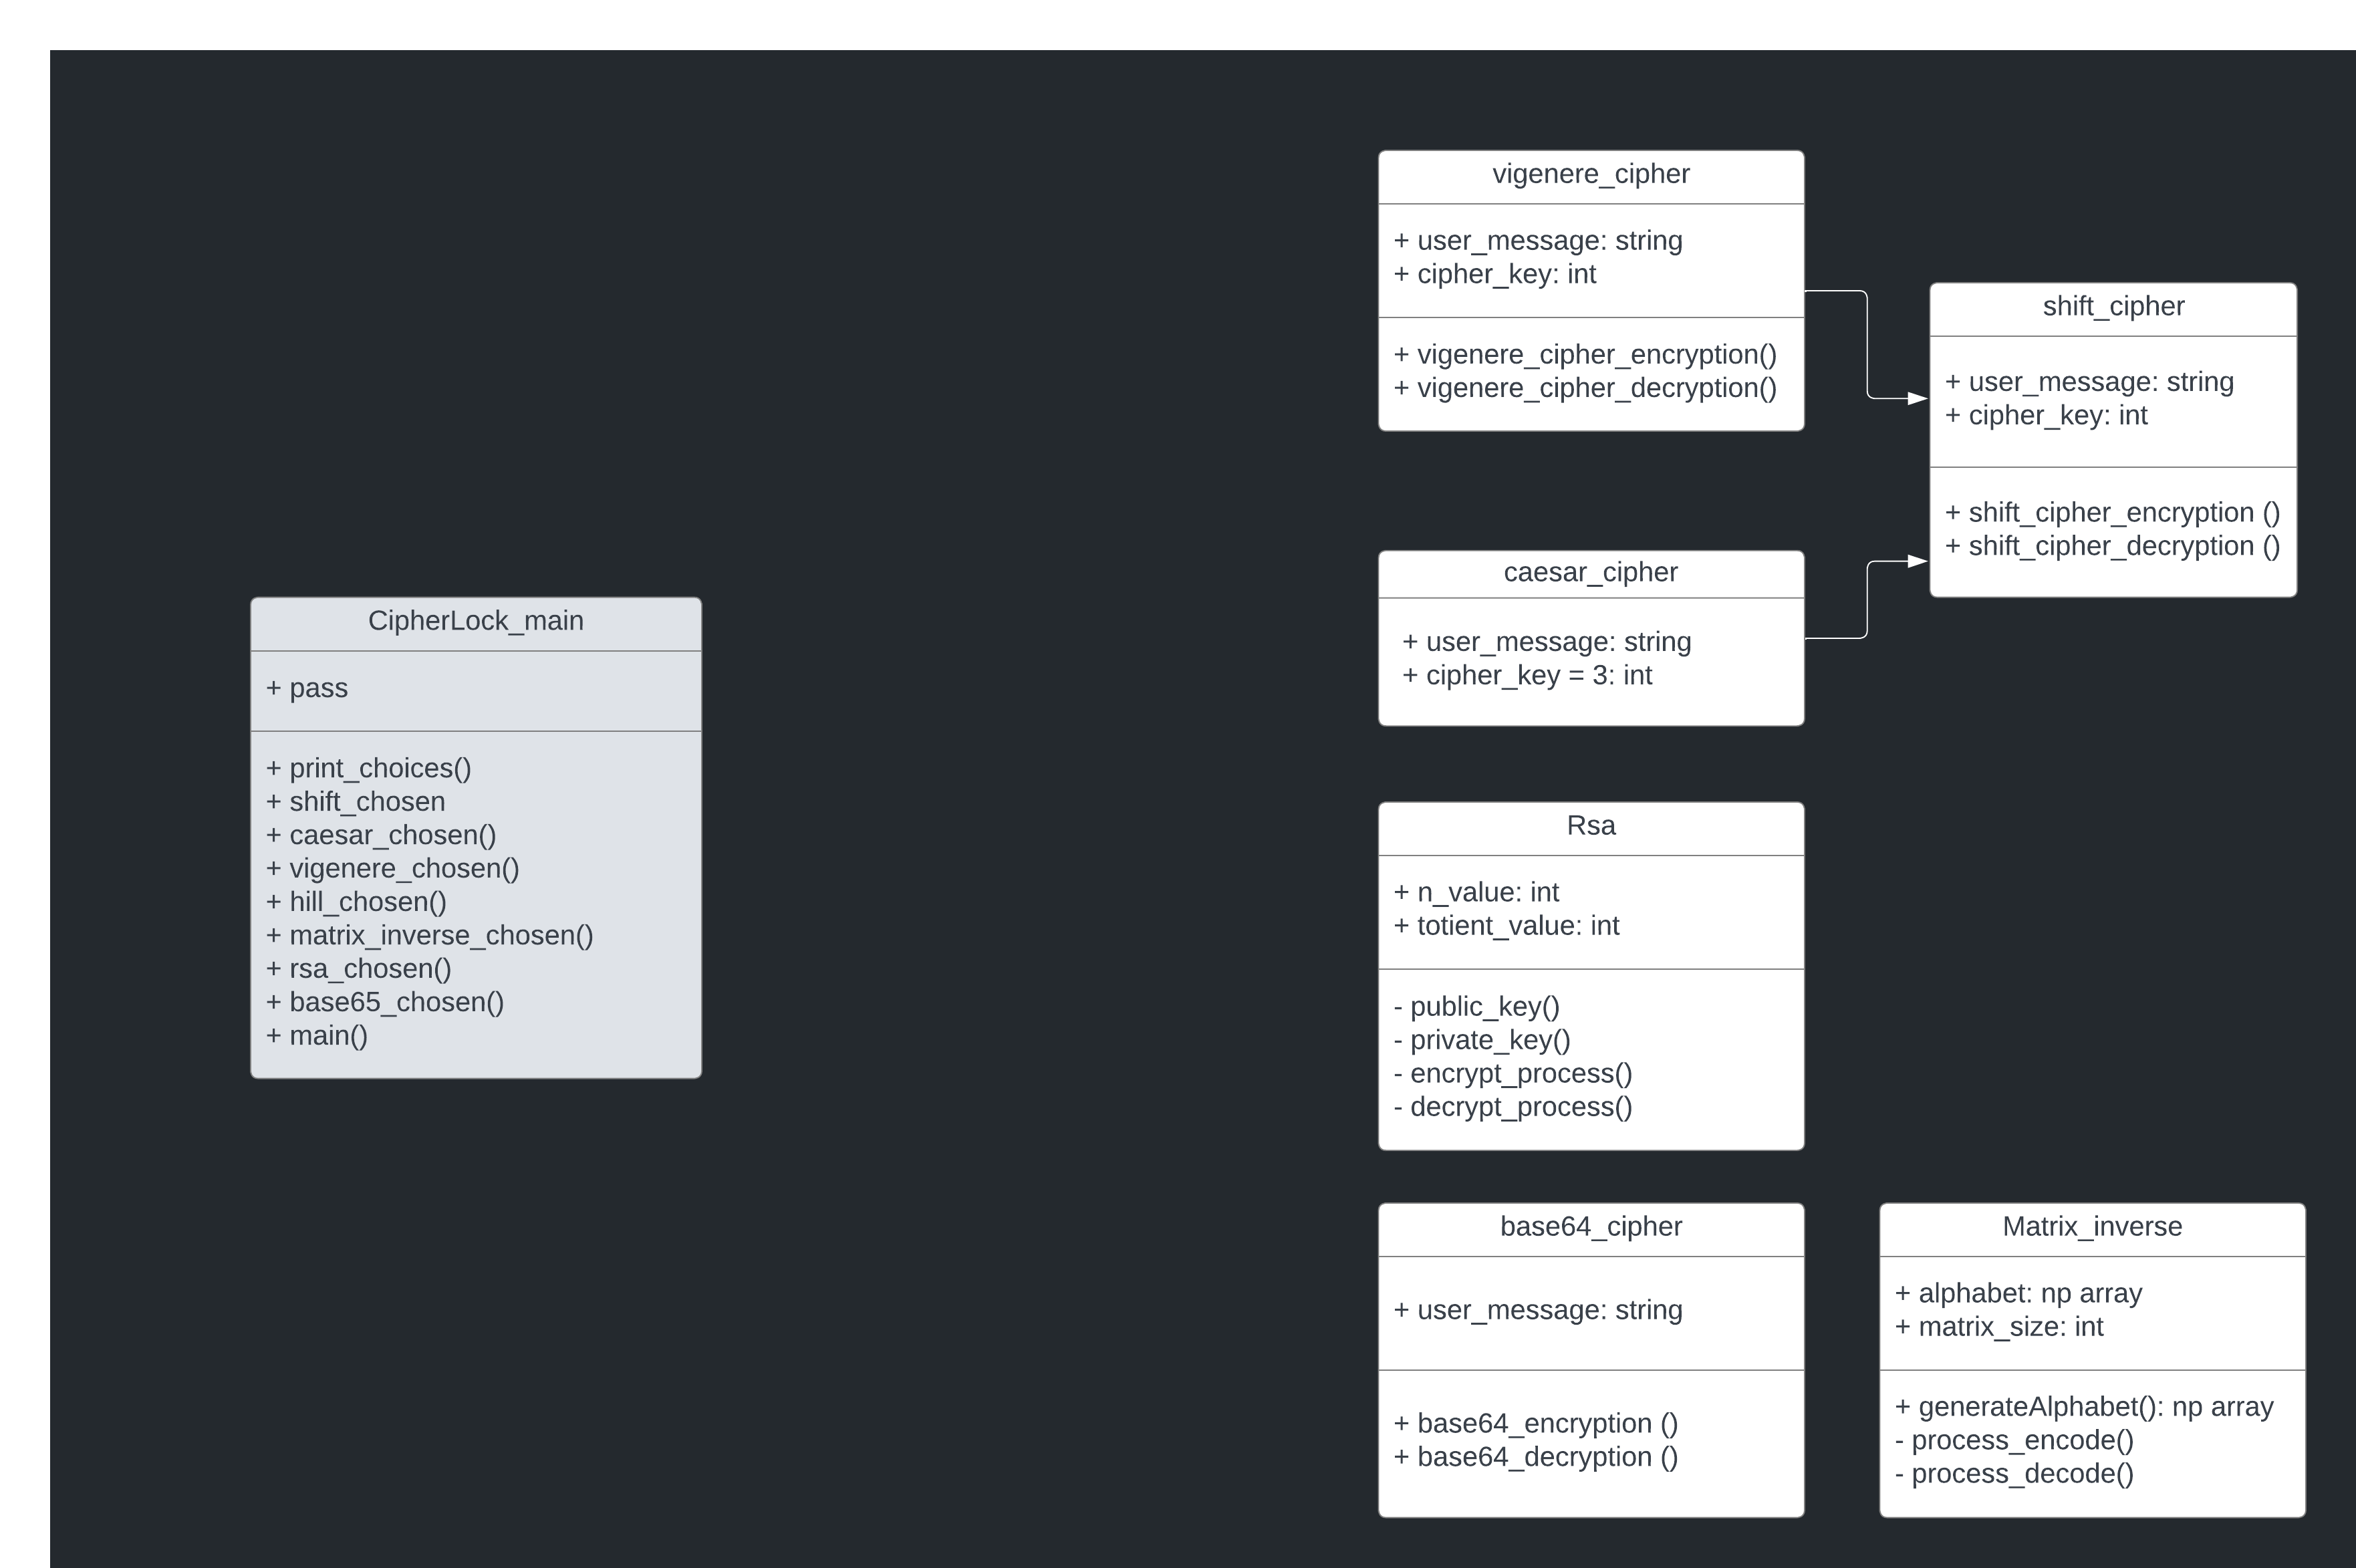 vigenere_cipher
+ user_message: string
+ cipher_key: int
+ vigenere_cipher_encryption()
+ vigenere_cipher_decryption()
shift_cipher
+ user_message: string
+ cipher_key: int
+ shift_cipher_encryption ()
+ shift_cipher_decryption ()
caesar_cipher
+ user_message: string
+ cipher_key = 3: int
CipherLock_main
+ pass
+ print_choices()
+ shift_chosen
+ caesar_chosen()
+ vigenere_chosen()
+ hill_chosen()
+ matrix_inverse_chosen()
+ rsa_chosen()
+ base65_chosen()
+ main()
Rsa
+ n_value: int
+ totient_value: int
- public_key()
- private_key()
- encrypt_process()
- decrypt_process()
base64_cipher
+ user_message: string
+ base64_encryption ()
+ base64_decryption ()
Matrix_inverse
+ alphabet: np array
+ matrix_size: int
+ generateAlphabet(): np array
- process_encode()
- process_decode()